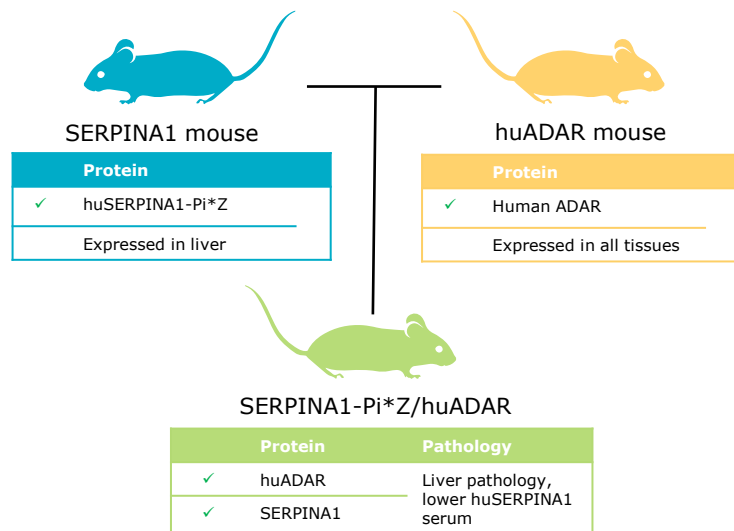 SERPINA1 mouse
Protein
✓ huSERPINA1-Pi*Z
Expressed in liver
huADAR mouse
Protein
✓ Human ADAR
Expressed in all tissues
SERPINA1-Pi*Z/huADAR
Protein Pathology
✓ huADAR
✓ SERPINA1
Liver pathology,
lower huSERPINA1
serum